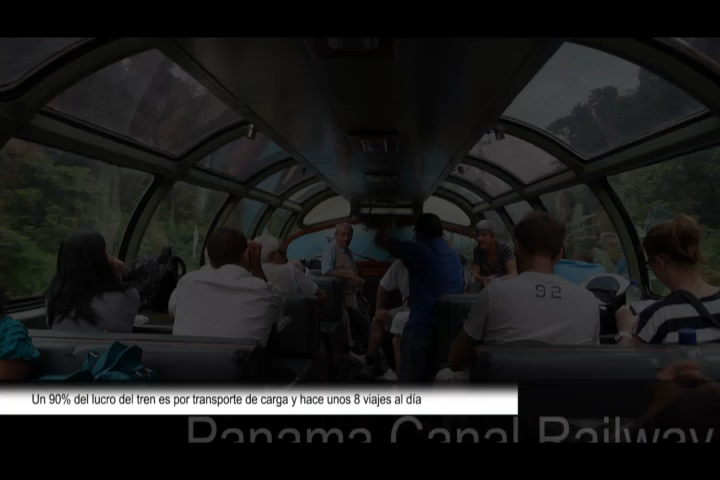 92
Un 90% del lucro del tren es por transporte de carga y hace unos 8 viajes al día
Panama Canal Railway